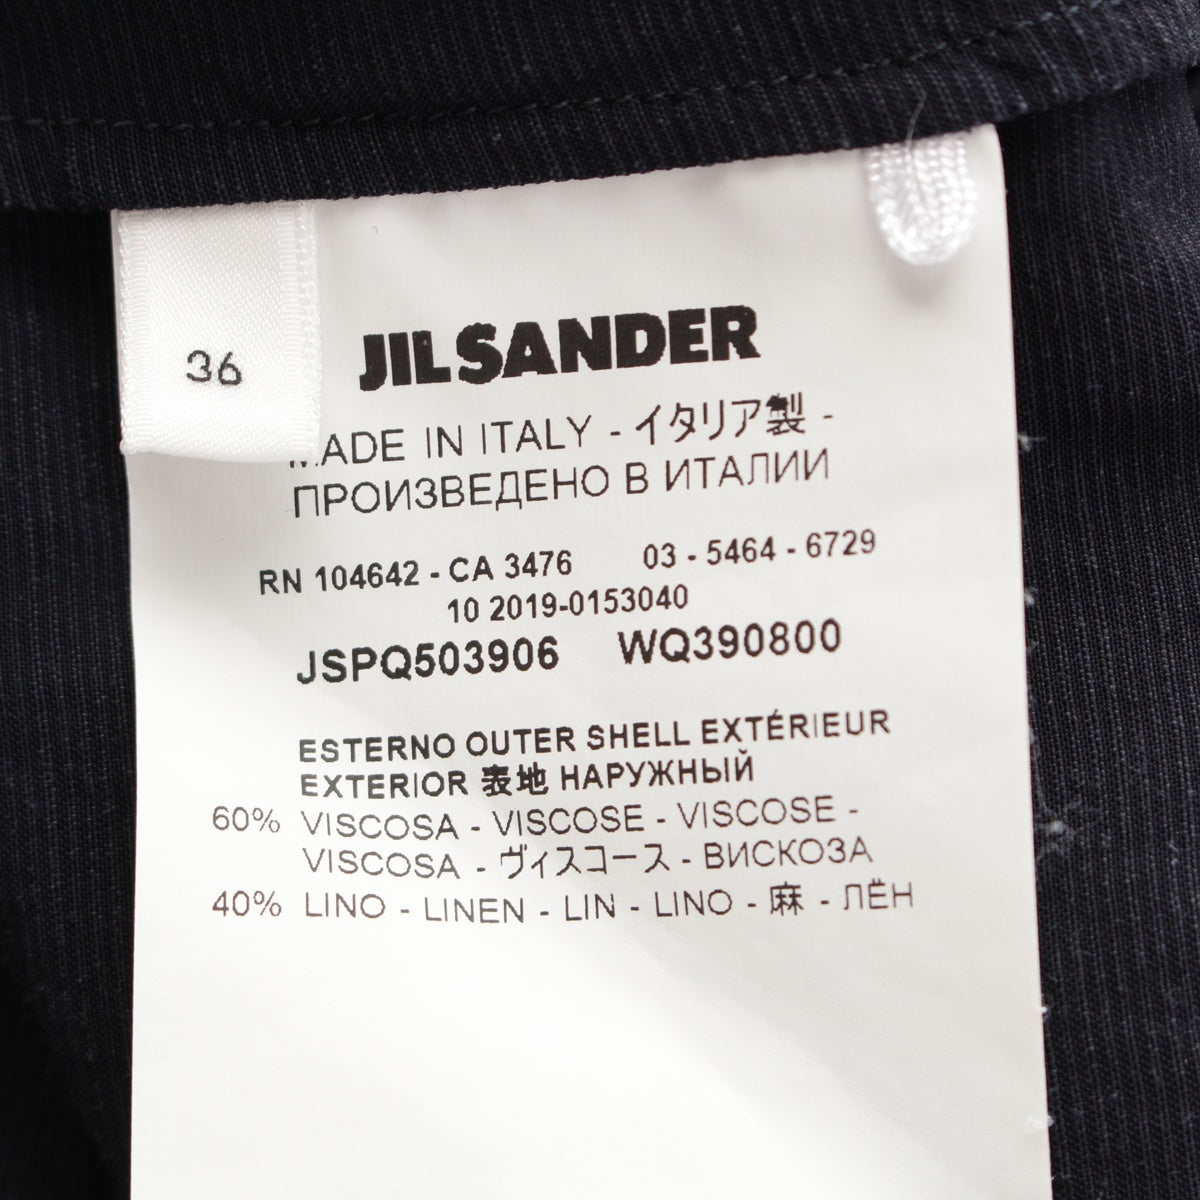 36
JIL SANDER
MADE IN ITALY - イタリア製 -
ПРОИЗВЕДЕНО В ИТАЛИИ
RN 104642 - CA 3476 03 - 5464 - 6729
10 2019-0153040
JSPQ503906 WQ390800
ESTERNO OUTER SHELL EXTÉRIEUR
EXTERIOR 表地 НАРУЖНЫЙ
60% VISCOSA - VISCOSE - VISCOSE -
VISCOSA - ヴィスコース - ВИСКОЗА
40% LINO - LINEN - LIN - LINO - 麻 - ЛЁН